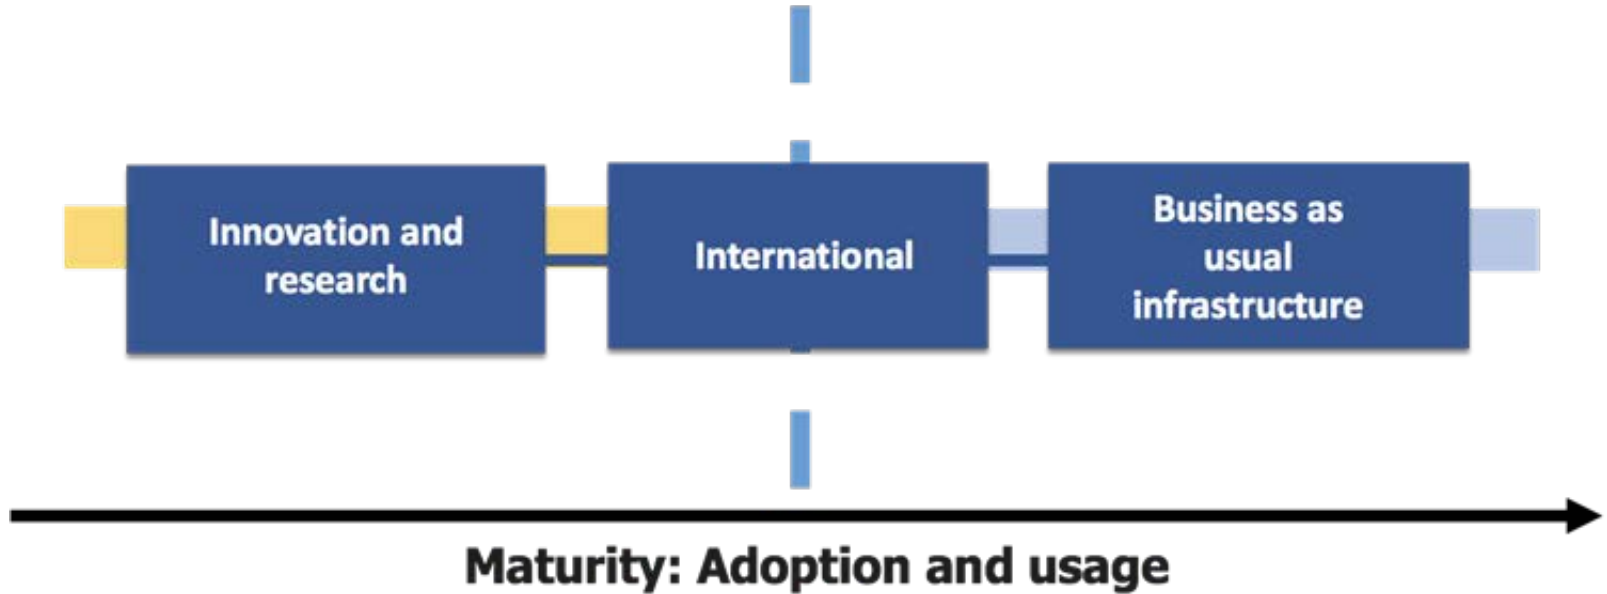 Innovation and
research
International
Business as
usual
infrastructure
Maturity: Adoption and usage